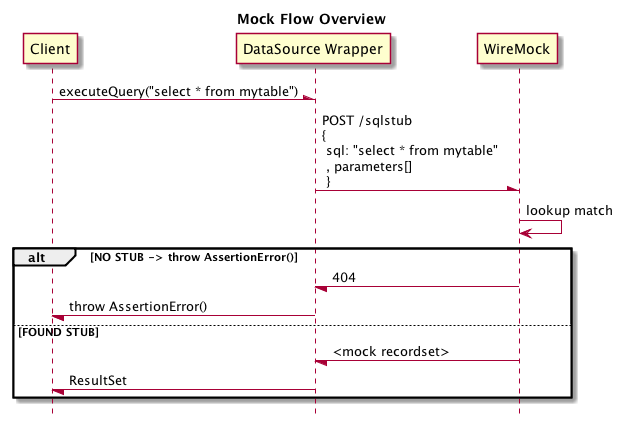 Mock Flow Overview
Client
DataSource Wrapper
WireMock
executeQuery("select * from mytable")
POST /sqlstub
{
sql: "select * from mytable"
, parameters[]
}
lookup match
alt
[NO STUB -> throw AssertionError()]
404
throw AssertionError()
[FOUND STUB]
<mock recordset>
ResultSet